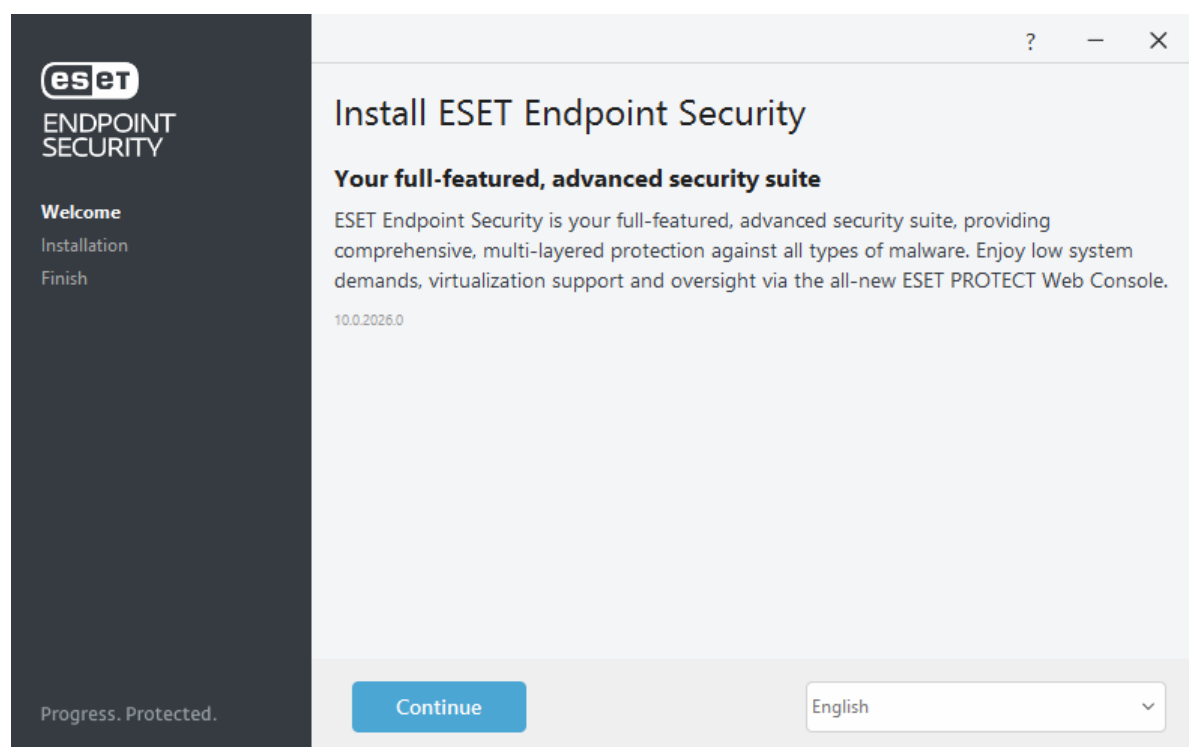 eset
ENDPOINT
SECURITY
Welcome
Installation
Finish
Progress. Protected.
?
Install ESET Endpoint Security
Your full-featured, advanced security suite
ESET Endpoint Security is your full-featured, advanced security suite, providing
comprehensive, multi-layered protection against all types of malware. Enjoy low system
demands, virtualization support and oversight via the all-new ESET PROTECT Web Console.
10.0.2026.0
Continue
English